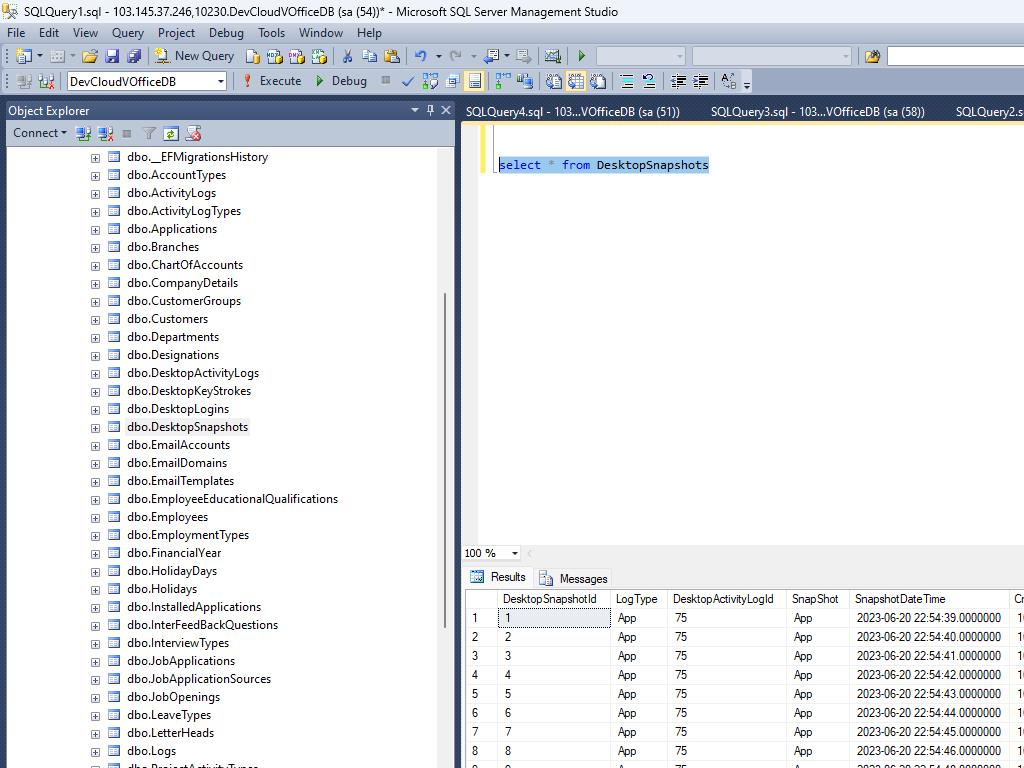 SQLQuery1.sql - 103.145.37.246,10230.DevCloudVOfficeDB (sa (54))* - Microsoft SQL Server Management Studio
File Edit View Query Project Debug Tools Window Help
New Query
DevCloudVOfficeDB Execute Debug
Object Explorer
Connect
dbo.__EFMigrationsHistory
dbo.AccountTypes
dbo.ActivityLogs
dbo.ActivityLogTypes
dbo.Applications
dbo.Branches
dbo.ChartOfAccounts
dbo.CompanyDetails
dbo.CustomerGroups
dbo.Customers
dbo.Departments
dbo.Designations
dbo.DesktopActivityLogs
dbo.DesktopKeyStrokes
dbo.DesktopLogins
dbo.DesktopSnapshots
dbo.EmailAccounts
dbo.EmailDomains
dbo.EmailTemplates
dbo.EmployeeEducationalQualifications
dbo.Employees
dbo.EmploymentTypes
dbo.FinancialYear
dbo.HolidayDays
dbo.Holidays
dbo.InstalledApplications
dbo.InterFeedBackQuestions
dbo.InterviewTypes
dbo.JobApplications
dbo.JobApplicationSources
dbo.JobOpenings
dbo.LeaveTypes
dbo.LetterHeads
dbo.Logs
dbo.ProjectActivityTypes
SQLQuery4.sql - 103...VOfficeDB (sa (51)) SQLQuery3.sql - 103...VOfficeDB (sa (58)) SQLQuery2.s
select * from DesktopSnapshots
100 %
Results Messages
DesktopSnapshotId LogType DesktopActivityLogId SnapShot SnapshotDateTime
1 1 App 75 App 2023-06-20 22:54:39.0000000
2 2 App 75 App 2023-06-20 22:54:40.0000000
3 3 App 75 App 2023-06-20 22:54:41.0000000
4 4 App 75 App 2023-06-20 22:54:42.0000000
5 5 App 75 App 2023-06-20 22:54:43.0000000
6 6 App 75 App 2023-06-20 22:54:44.0000000
7 7 App 75 App 2023-06-20 22:54:45.0000000
8 8 App 75 App 2023-06-20 22:54:46.0000000